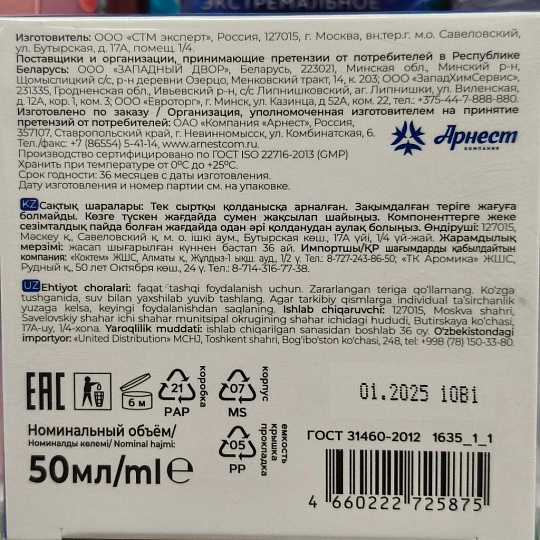 ЭКСТРЕМАЛЬНОЕ
Изготовитель: ООО «СТМ эксперт», Россия, 127015, г. Москва, вн.тер.г. м.о. Савеловский,
ул. Бутырская, д. 17А, помещ. 1/4.
Поставщики и организации, принимающие претензии от потребителей в Республике
Беларусь: ООО «ЗАПАДНЫЙ ДВОР», Беларусь, 223021, Минская обл., Минский р-н,
Щомыслицкий с/с, р-н деревни Озерцо, Менковский тракт, 14, к. 203; ООО «ЗападХимСервис»,
231335, Гродненская обл., Ивьевский р-н, с/с Липнишковский, аг. Липнишки, ул. Виленская,
д. 12А, кор. 1, ком. 3; ООО «Евроторг», г. Минск, ул. Казинца, д 52А, ком. 22, тел.: +375-44-7-888-880.
Изготовлено по заказу / Организация, уполномоченная изготовителем на принятие
претензий от потребителей: ОАО «Компания «Арнест», Россия,
357107, Ставропольский край, г. Невинномысск, ул. Комбинатская, 6.
Тел./факс: +7 (86554) 5-41-14, www.arnestcom.ru.
Производство сертифицировано по ГОСТ ISO 22716-2013 (GMP)
Хранить при температуре от 0°С до +25°С.
Срок годности: 36 месяцев с даты изготовления.
Дату изготовления и номер партии см. на упаковке.
Арнест
КОМПАНИЯ
KZ Сақтық шаралары: Тек сыртқы қолданысқа арналған. Зақымдалған теріге жағуға
болмайды. Көзге түскен жағдайда сумен жақсылап шайыңыз. Компоненттерге жеке
сезімталдық пайда болған жағдайда одан әрі қолданудан аулақ болыңыз. Өндіруші: 127015,
Мәскеу қ., Савеловский қ. м. о. ішкі аум., Бутырская көш., 17А үйі, 1/4 үй-жай. Жарамдылық
мерзімі: жасап шығарылған күннен бастап 36 ай. Импортшы/ҚР шағымдарды қабылдайтын
компания: «Коктем» ЖШС, Алматы қ., Жулдыз-1 ықш. ауд., 1/2 үй. Тел.: 8-727-243-86-50; «ТК Аромика» ЖШС,
Рудный қ., 50 лет Октября көш., 24 ү. Тел.: 8-714-316-77-38.
UZ Ehtiyot choralari: faqat tashqi foydalanish uchun. Zararlangan teriga qo'llamang. Ko'zga
tushganida, suv bilan yaxshilab yuvib tashlang. Agar tarkibiy qismlarga individual ta'sirchanlik
yuzaga kelsa, keyingi foydalanishdan saqlaning. Ishlab chiqaruvchi: 127015, Moskva shahri,
Savelovskiy shahar ichi shahar munitsipal okrugining shahar ichidagi hududi, Butirskaya ko'chasi,
17A-uy, 1/4-xona. Yaroqlilik muddati: ishlab chiqarilgan sanasidan boshlab 36 oy. O'zbekistondagi
importyor: «United Distribution» MCHJ, Toshkent shahri, Bog'ibo'ston ko'chasi, 248, tel: +998 (78) 150-33-80.
EAC
6 М
21
PAP
коробка
07
MS
корпус
05
PP
емкость
крышка
прокладка
01.2025 10В1
Номинальный объём/
Номиналды көлемі/ Nominal hajmi:
50мл/ml e
ГОСТ 31460-2012 1635_1_1
4 660222 725875